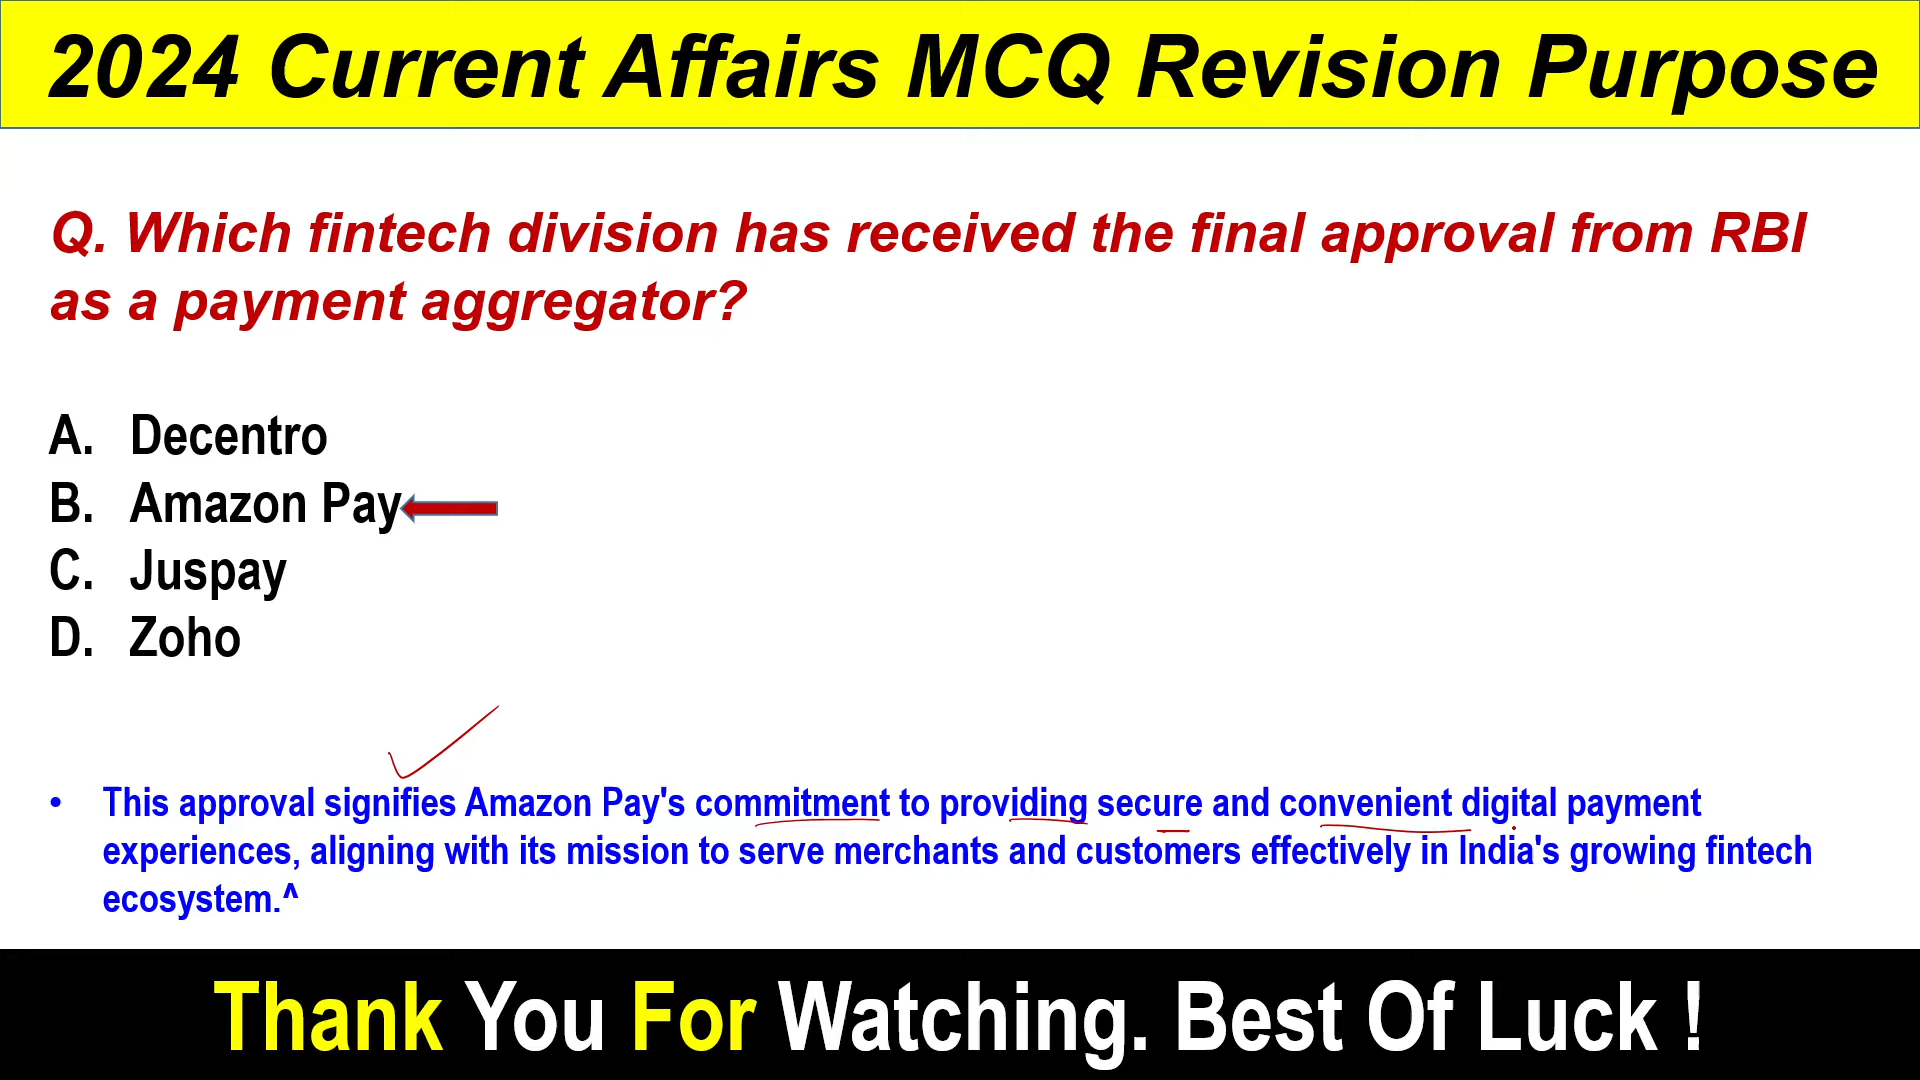 2024 Current Affairs MCQ Revision Purpose
Q. Which fintech division has received the final approval from RBI
as a payment aggregator?
A. Decentro
B. Amazon Pay
C. Juspay
D. Zoho
• This approval signifies Amazon Pay's commitment to providing secure and convenient digital payment
experiences, aligning with its mission to serve merchants and customers effectively in India's growing fintech
ecosystem.^
Thank You For Watching. Best Of Luck !